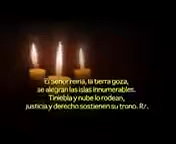 El Señor reina, la tierra goza,
se alegran las islas innumerables.
Tiniebla y nube lo rodean,
justicia y derecho sostienen su trono. R/.